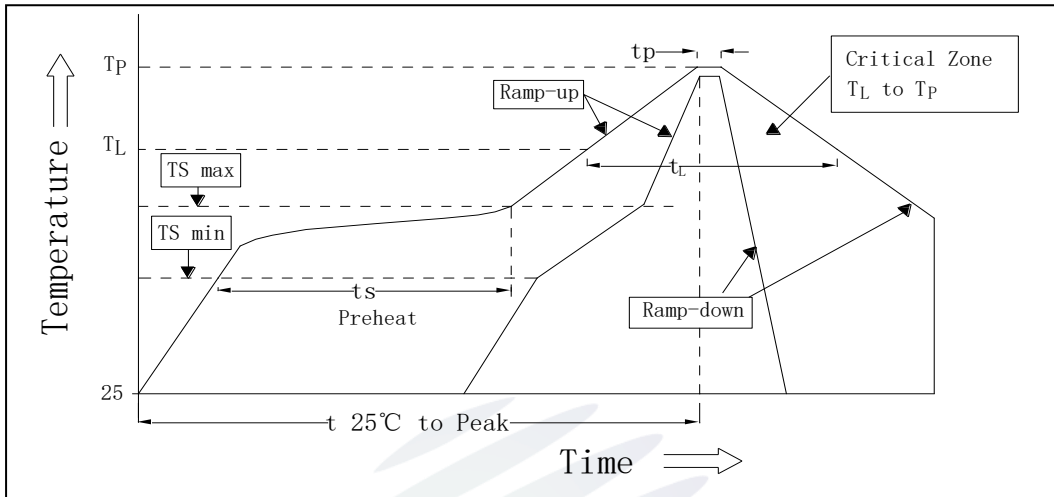 tp
Critical Zone
TL to TP
TP
Ramp-up
TL
TS max
tL
TS min
ts
Preheat
Ramp-down
25
t 25℃ to Peak
Time
Temperature